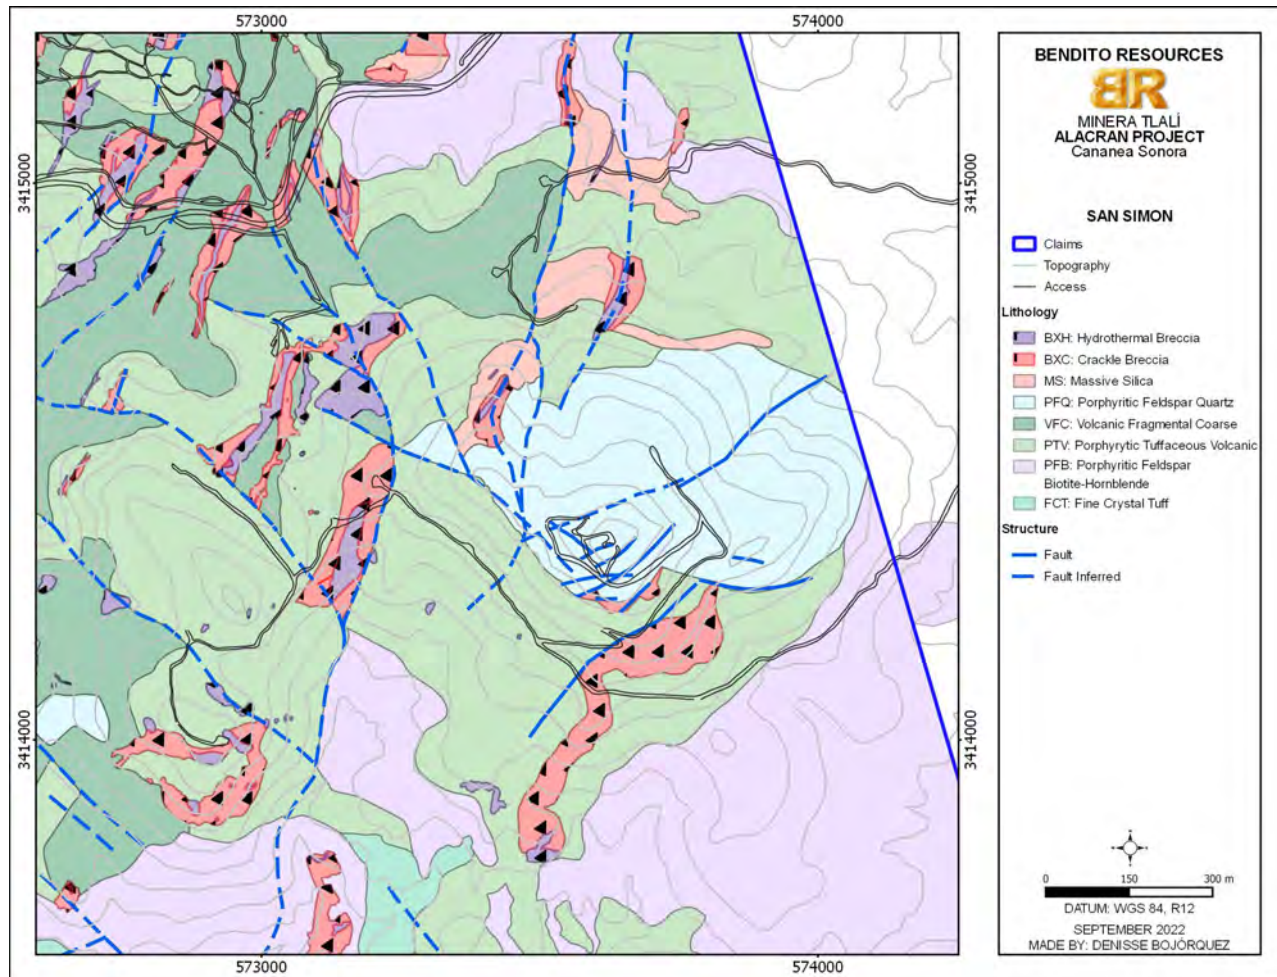 573000
574000
3415000
3415000
3414000
3414000
573000
574000
BENDITO RESOURCES
BR
MINERA TLALÍ
ALACRAN PROJECT
Cananea Sonora
SAN SIMON
Claims
Topography
Access
Lithology
BXH: Hydrothermal Breccia
BXC: Crackle Breccia
MS: Massive Silica
PFQ: Porphyritic Feldspar Quartz
VFC: Volcanic Fragmental Coarse
PTV: Porphyrytic Tuffaceous Volcanic
PFB: Porphyritic Feldspar
Biotite-Hornblende
FCT: Fine Crystal Tuff
Structure
Fault
Fault Inferred
0 150 300 m
DATUM: WGS 84, R12
SEPTEMBER 2022
MADE BY: DENISSE BOJÓRQUEZ